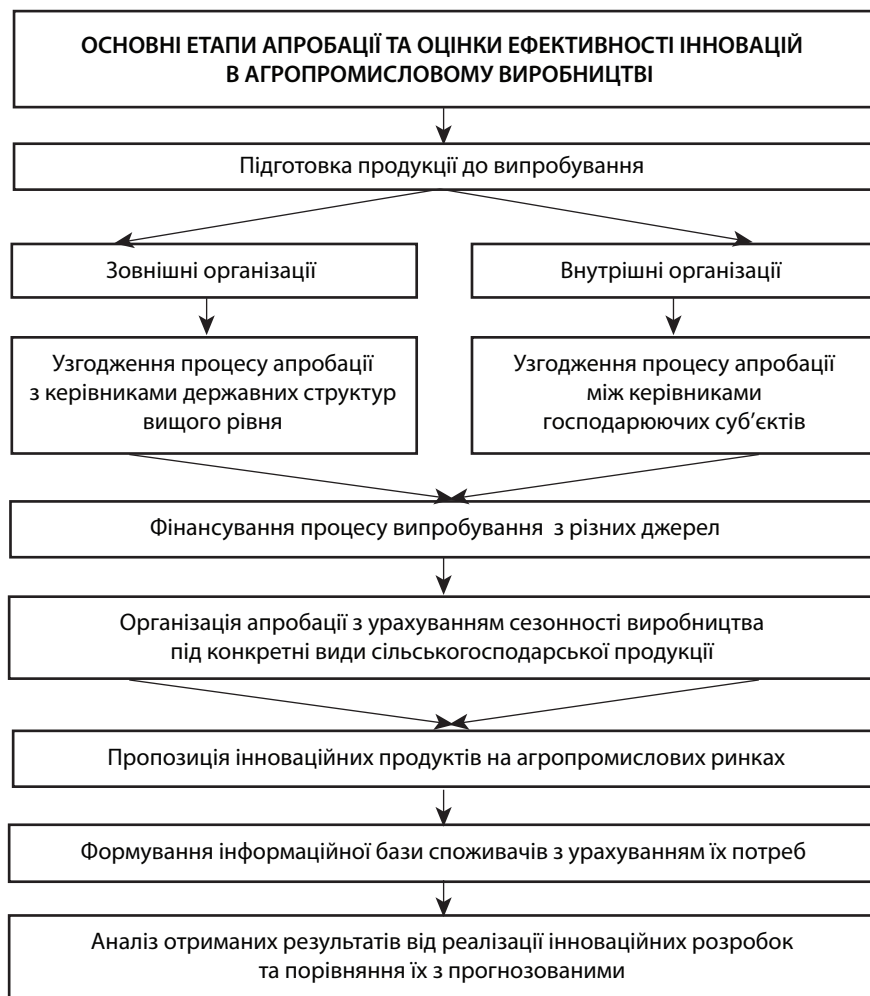 ОСНОВНІ ЕТАПИ АПРОБАЦІЇ ТА ОЦІНКИ ЕФЕКТИВНОСТІ ІННОВАЦІЙ
В АГРОПРОМИСЛОВОМУ ВИРОБНИЦТВІ
Підготовка продукції до випробування
Зовнішні організації
Внутрішні організації
Узгодження процесу апробації
з керівниками державних структур
вищого рівня
Узгодження процесу апробації
між керівниками
господарюючих суб’єктів
Фінансування процесу випробування з різних джерел
Організація апробації з урахуванням сезонності виробництва
під конкретні види сільськогосподарської продукції
Пропозиція інноваційних продуктів на агропромислових ринках
Формування інформаційної бази споживачів з урахуванням їх потреб
Аналіз отриманих результатів від реалізації інноваційних розробок
та порівняння їх з прогнозованими